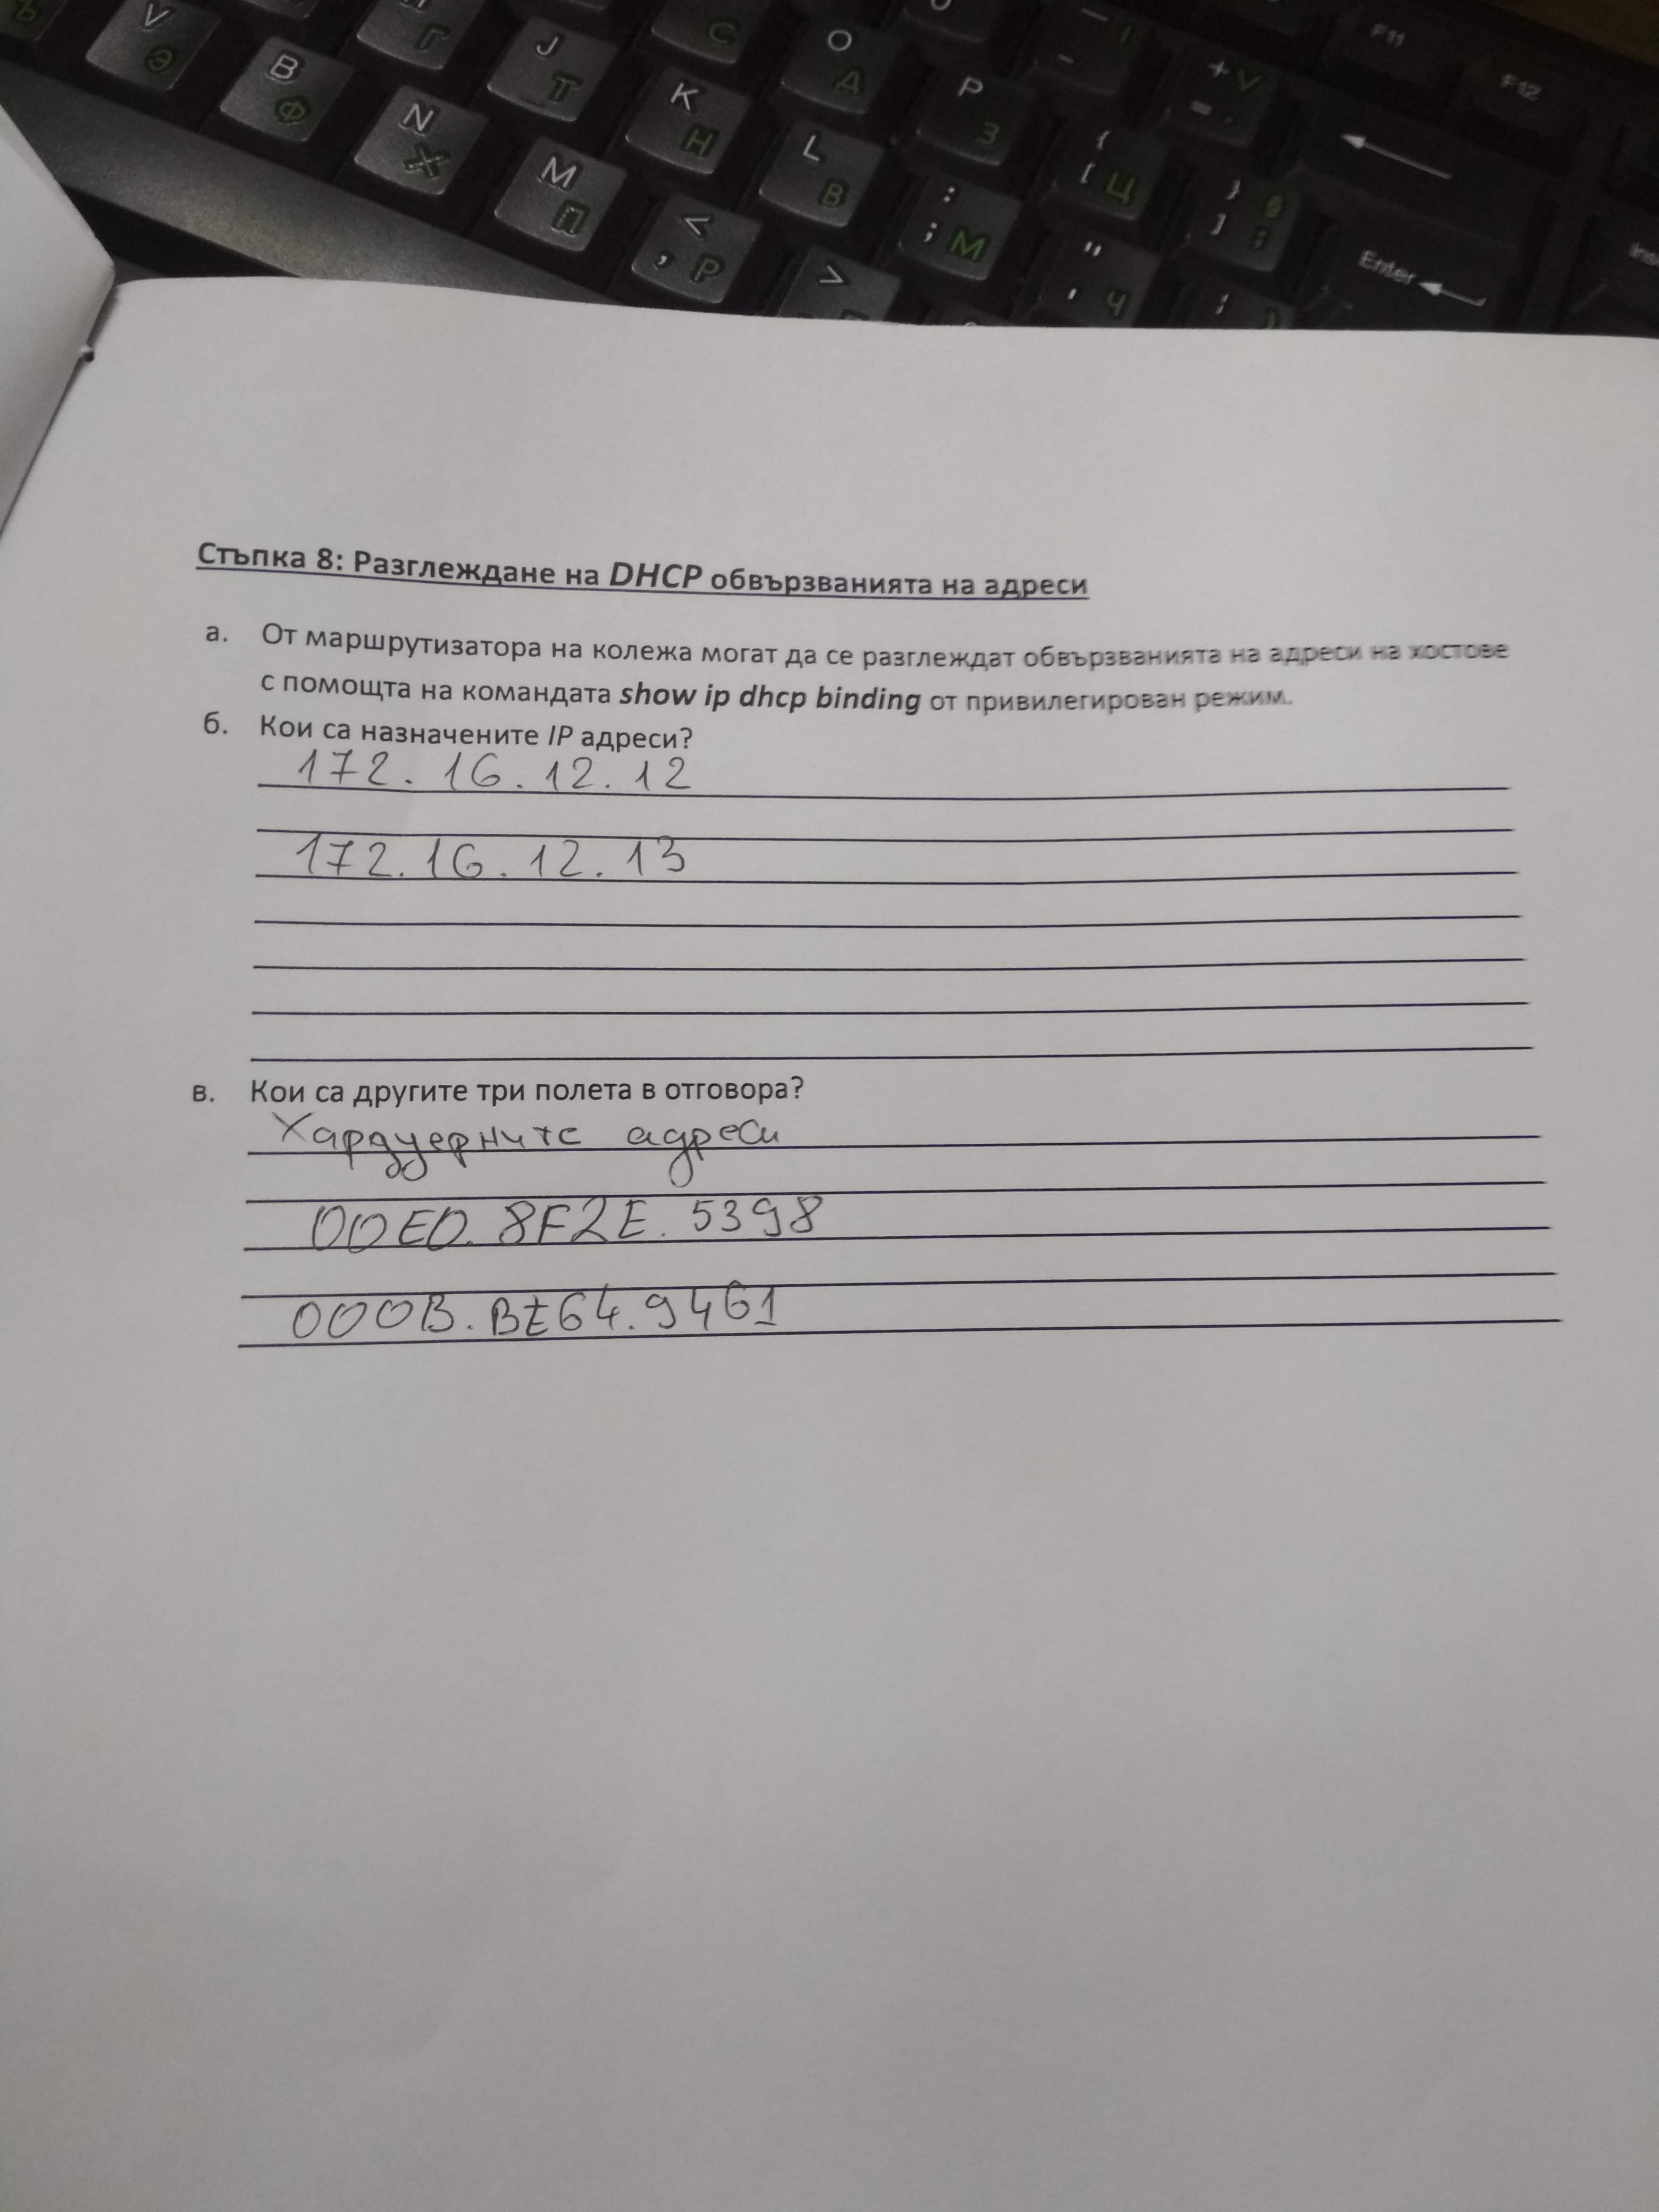 V Э
B Ф
Г
N Х
J Т
M П
K Н
< , Р
С
О Д
L В
>
P З
: ; М
_ -
{ [ Ц
" ' Ч
+ V = .
} ] §
F11
F12
Enter
Ins
Стъпка 8: Разглеждане на DHCP обвързванията на адреси
а. От маршрутизатора на колежа могат да се разглеждат обвързванията на адреси на хостове
с помощта на командата show ip dhcp binding от привилегирован режим.
б. Кои са назначените IP адреси?
172. 16. 12. 12
172. 16. 12. 13
в. Кои са другите три полета в отговора?
Хардуерните адреси
00ED. 8F2E. 5398
000B. BE64. 9461